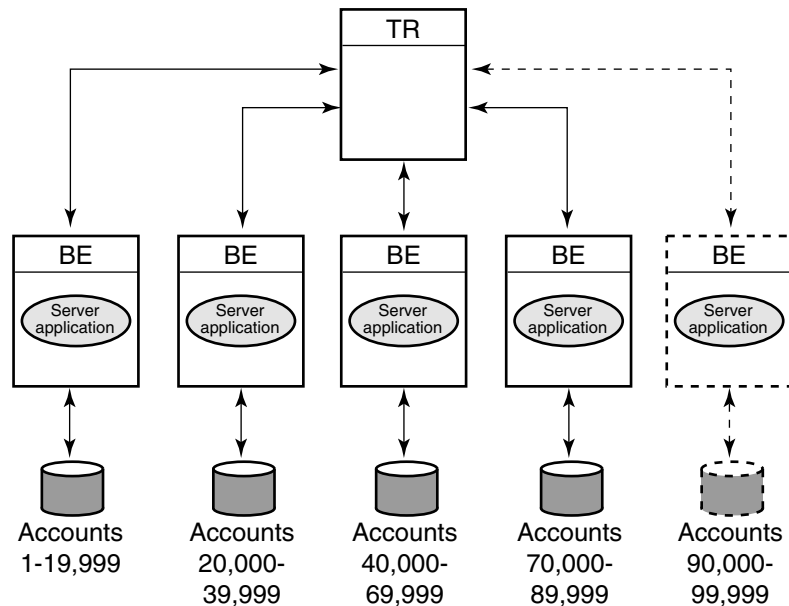 TR
BE
BE
BE
BE
BE
Server
application
Server
application
Server
application
Server
application
Server
application
Accounts
1-19,999
Accounts
20,000-
39,999
Accounts
40,000-
69,999
Accounts
70,000-
89,999
Accounts
90,000-
99,999